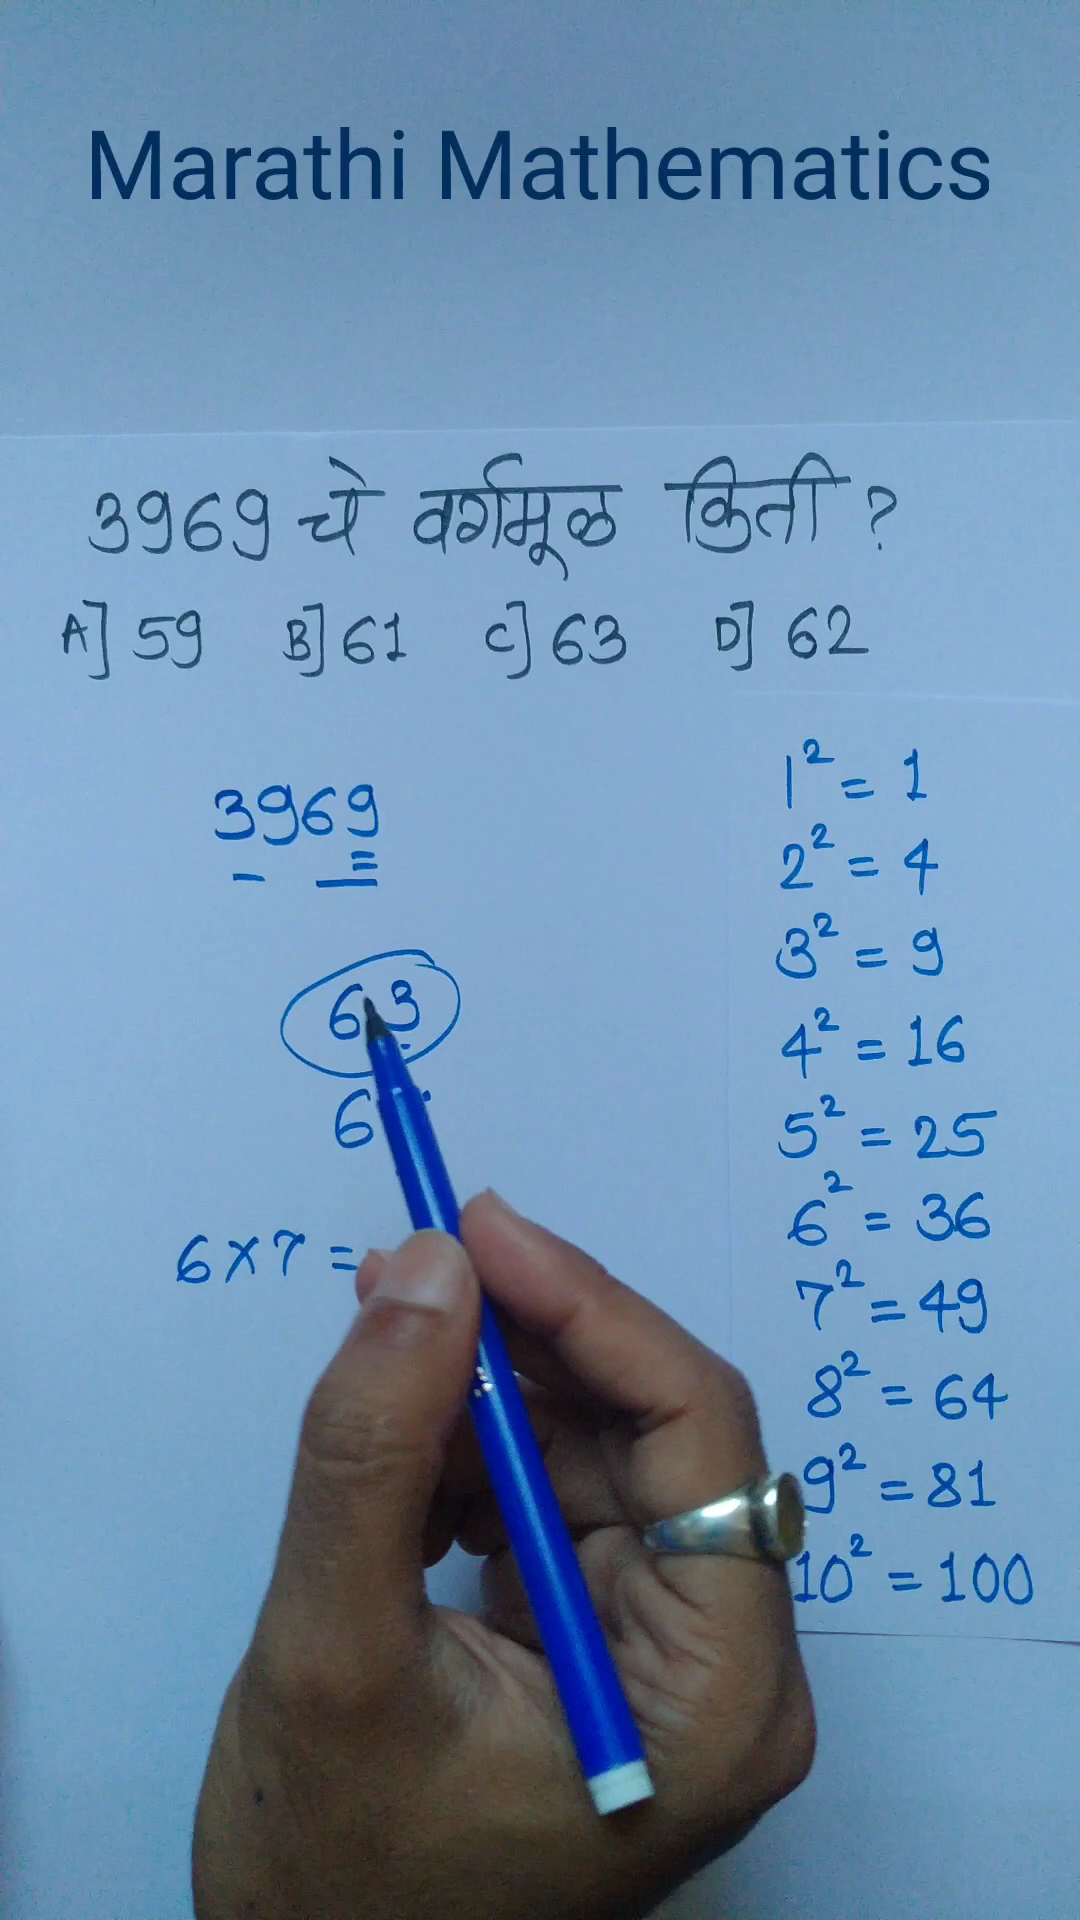 Marathi Mathematics
3969 चे वर्गमूळ किती ?
A] 59 B] 61 C] 63 D] 62
3969
63
6
6 × 7 =
1² = 1
2² = 4
3² = 9
4² = 16
5² = 25
6² = 36
7² = 49
8² = 64
9² = 81
10² = 100